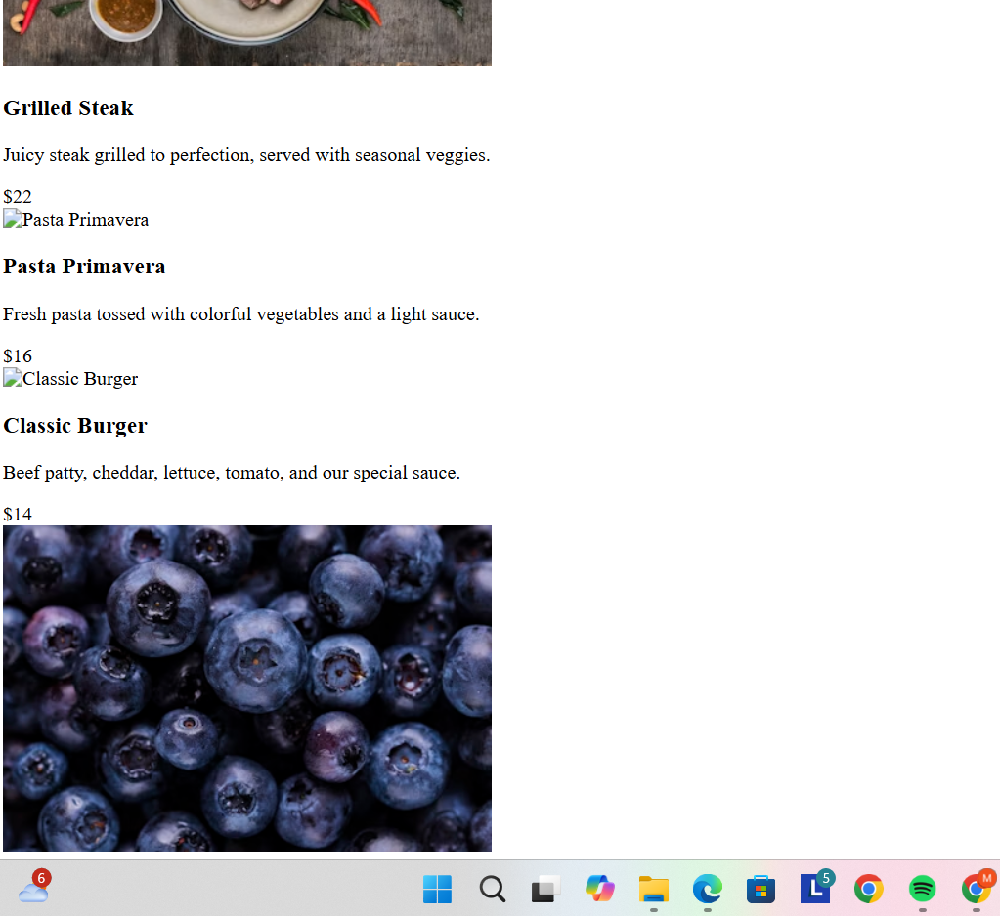 Grilled Steak
Juicy steak grilled to perfection, served with seasonal veggies.
$22
Pasta Primavera
Pasta Primavera
Fresh pasta tossed with colorful vegetables and a light sauce.
$16
Classic Burger
Classic Burger
Beef patty, cheddar, lettuce, tomato, and our special sauce.
$14
6
L 5
M